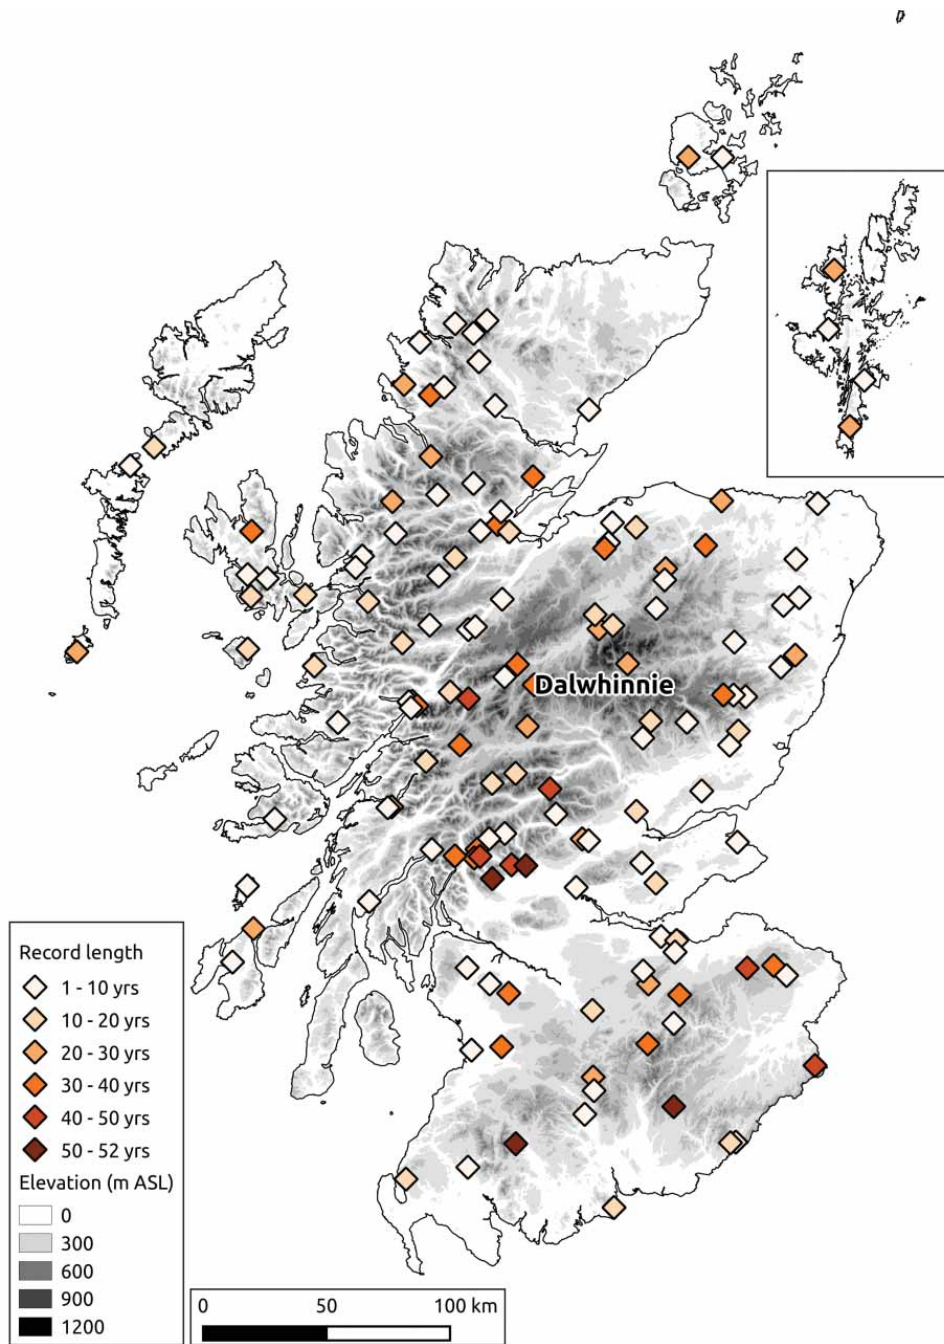 Dalwhinnie
Record length
1 - 10 yrs
10 - 20 yrs
20 - 30 yrs
30 - 40 yrs
40 - 50 yrs
50 - 52 yrs
Elevation (m ASL)
0
300
600
900
1200
0 50 100 km